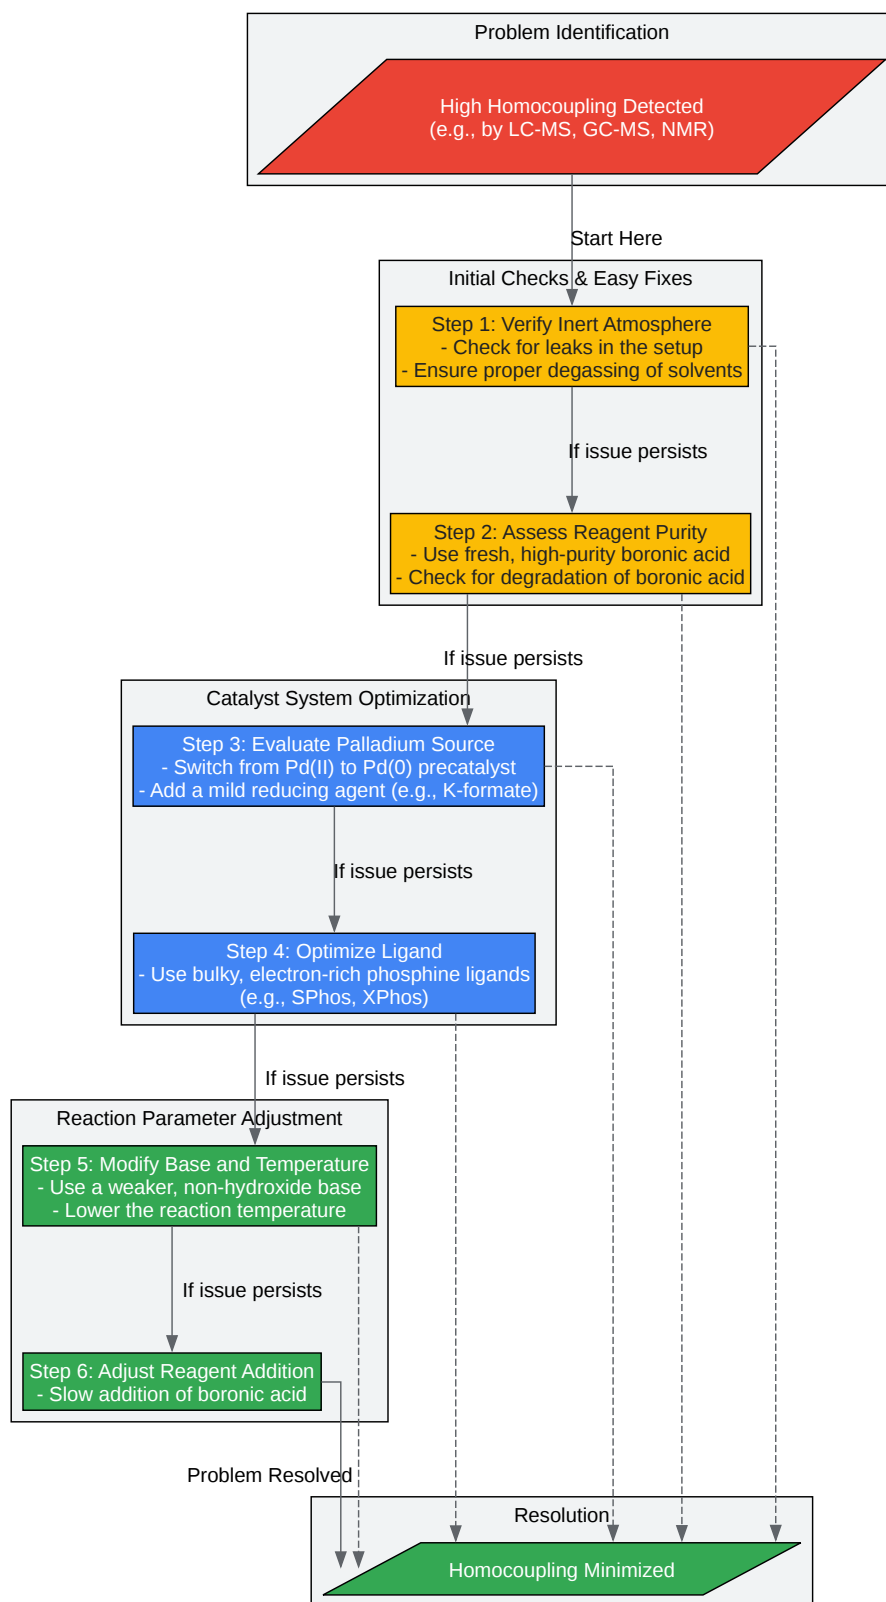 Problem Identification
High Homocoupling Detected
(e.g., by LC-MS, GC-MS, NMR)
Start Here
Initial Checks & Easy Fixes
Step 1: Verify Inert Atmosphere
- Check for leaks in the setup
- Ensure proper degassing of solvents
If issue persists
Step 2: Assess Reagent Purity
- Use fresh, high-purity boronic acid
- Check for degradation of boronic acid
If issue persists
Catalyst System Optimization
Step 3: Evaluate Palladium Source
- Switch from Pd(II) to Pd(0) precatalyst
- Add a mild reducing agent (e.g., K-formate)
If issue persists
Step 4: Optimize Ligand
- Use bulky, electron-rich phosphine ligands
(e.g., SPhos, XPhos)
If issue persists
Reaction Parameter Adjustment
Step 5: Modify Base and Temperature
- Use a weaker, non-hydroxide base
- Lower the reaction temperature
If issue persists
Step 6: Adjust Reagent Addition
- Slow addition of boronic acid
Problem Resolved
Resolution
Homocoupling Minimized